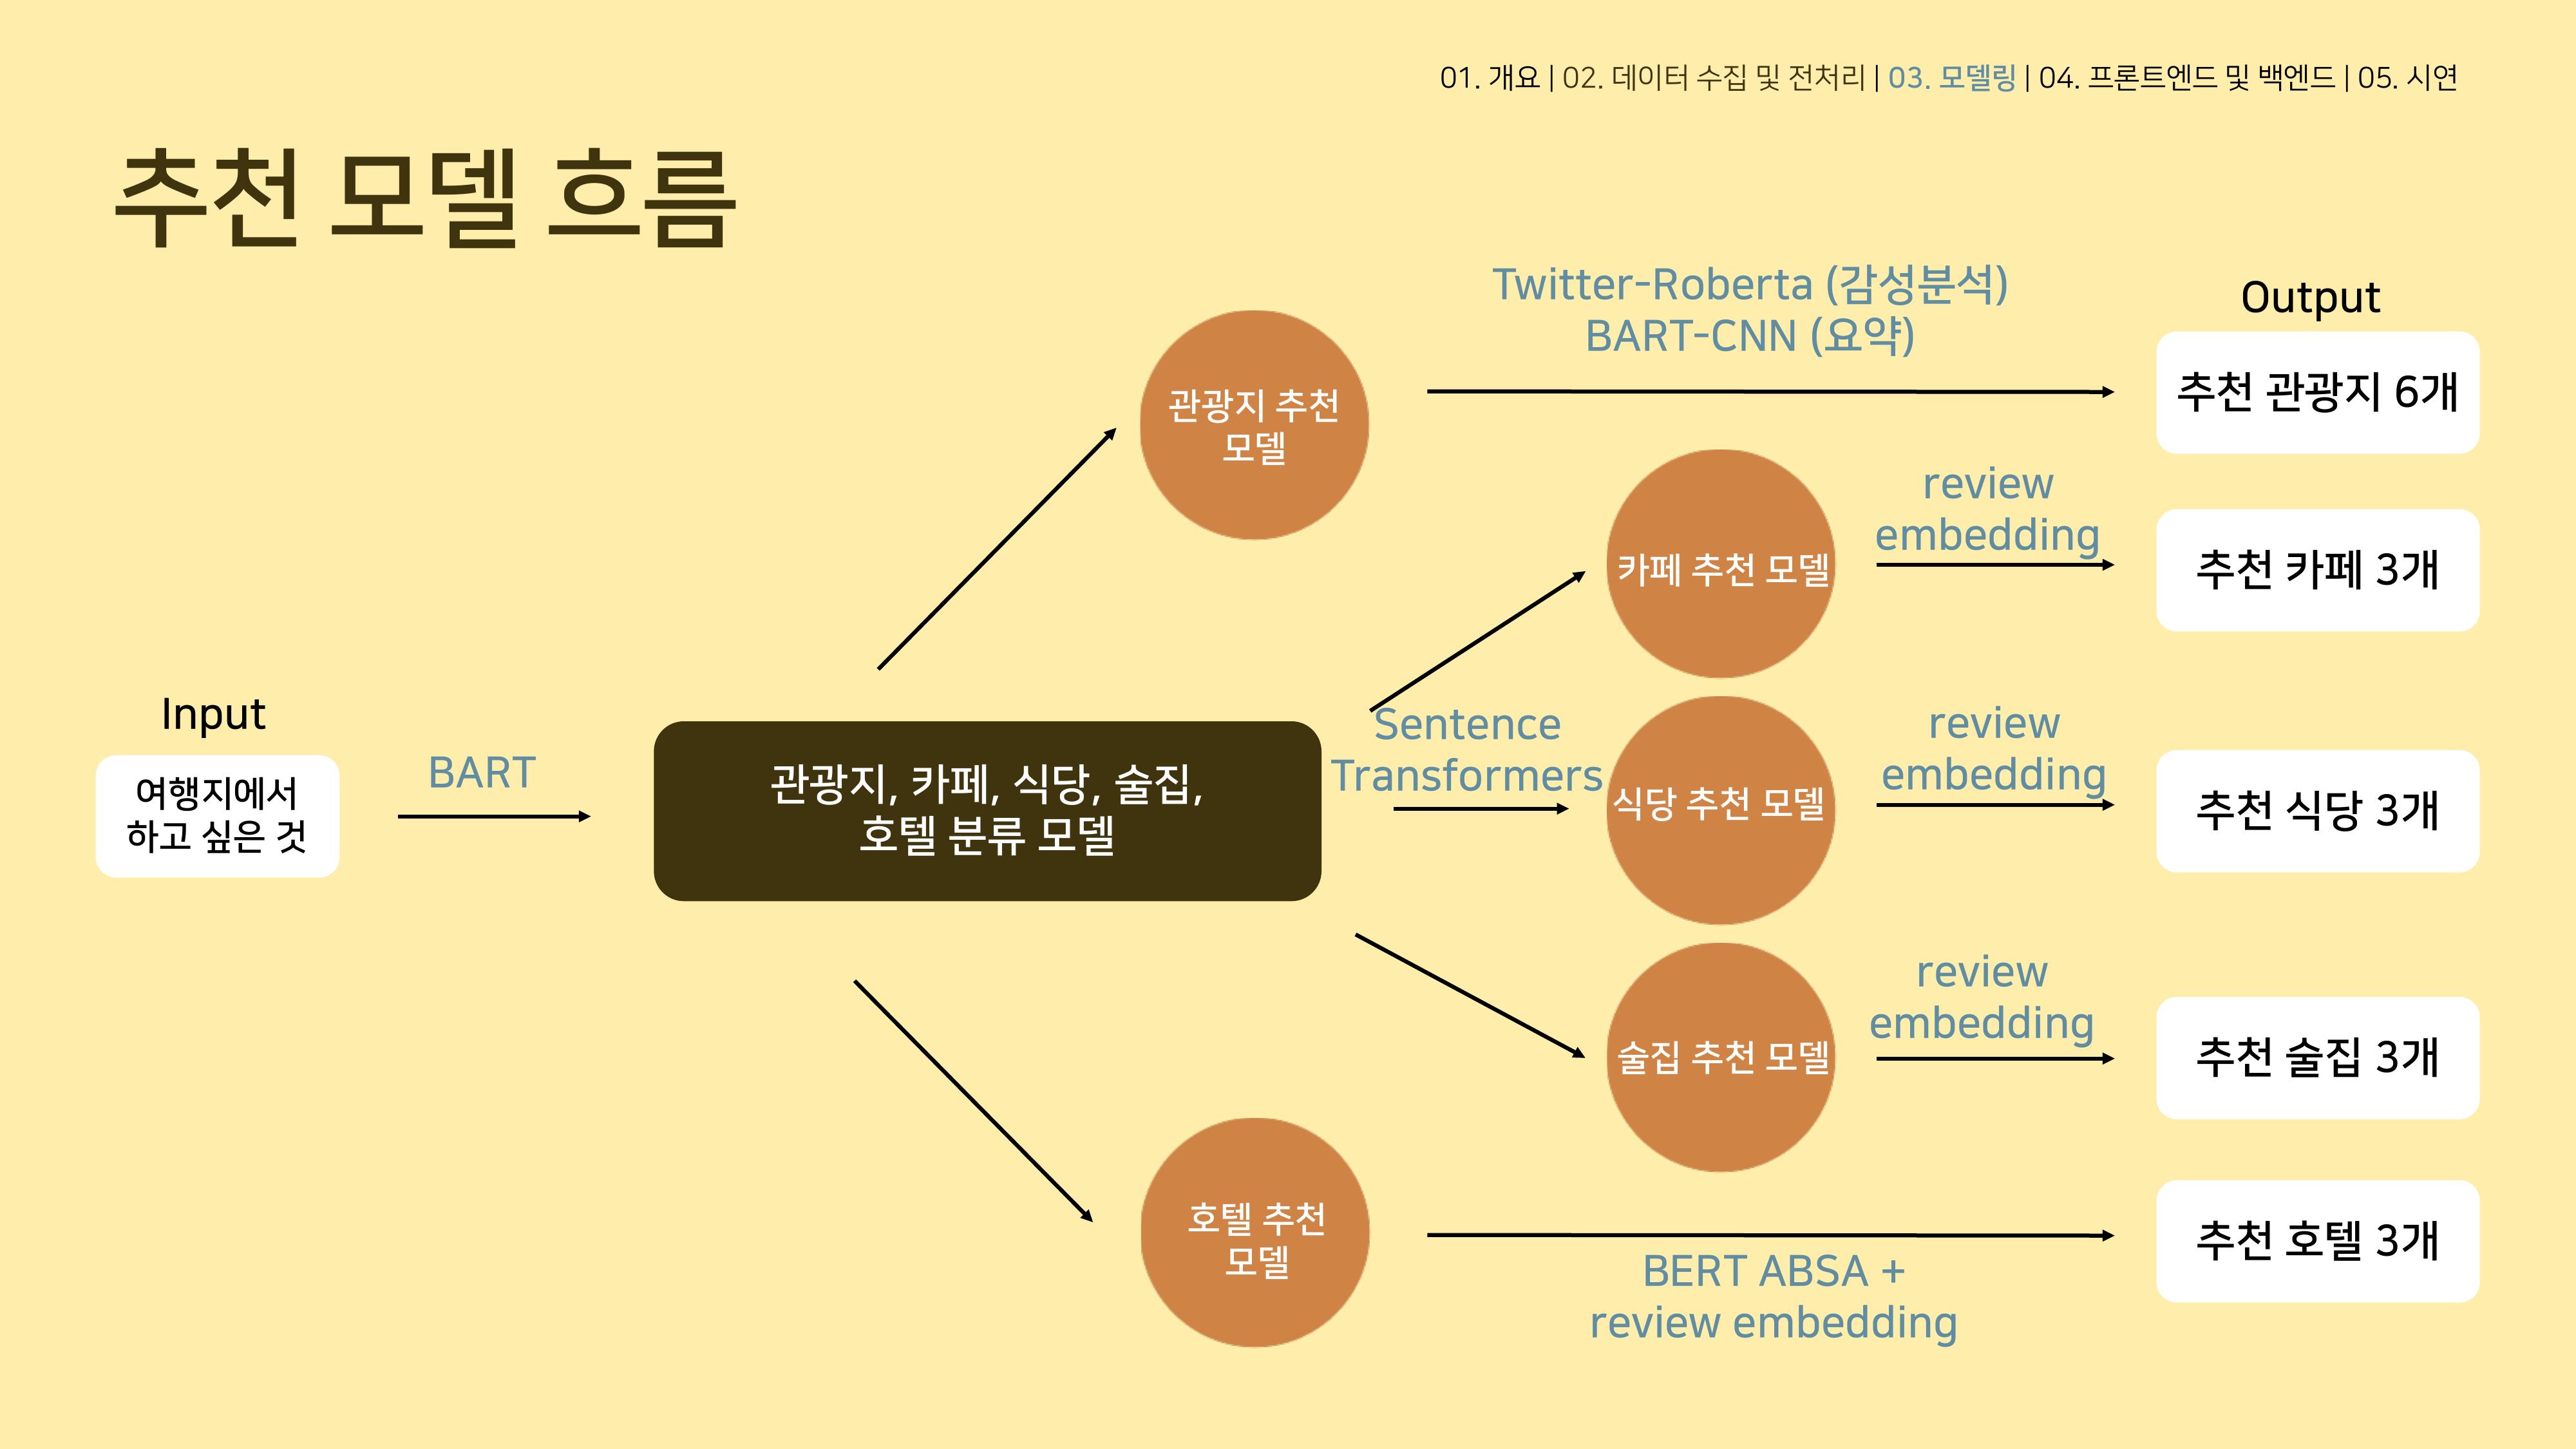 01. 개요 | 02. 데이터 수집 및 전처리 | 03. 모델링 | 04. 프론트엔드 및 백엔드 | 05. 시연
추천 모델 흐름
Input
여행지에서
하고 싶은 것
BART
관광지, 카페, 식당, 술집,
호텔 분류 모델
관광지 추천
모델
Twitter-Roberta (감성분석)
BART-CNN (요약)
Output
추천 관광지 6개
카페 추천 모델
review
embedding
추천 카페 3개
Sentence
Transformers
식당 추천 모델
review
embedding
추천 식당 3개
술집 추천 모델
review
embedding
추천 술집 3개
호텔 추천
모델
BERT ABSA +
review embedding
추천 호텔 3개